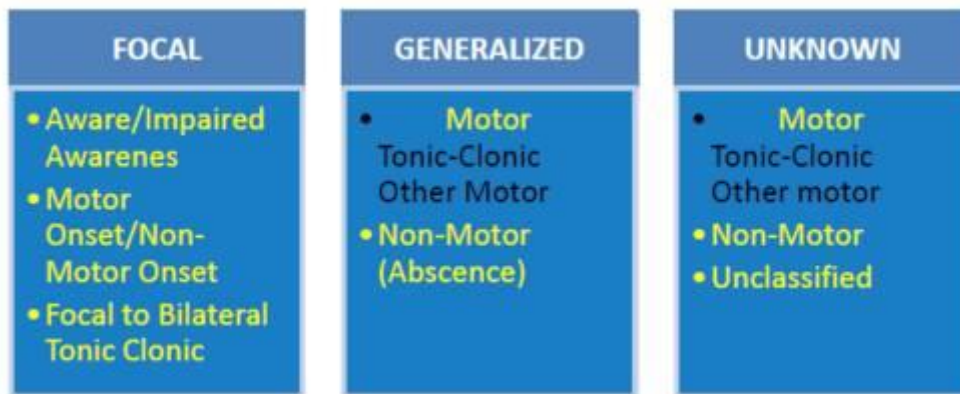 FOCAL
• Aware/Impaired
Awarenes
• Motor
Onset/Non-
Motor Onset
• Focal to Bilateral
Tonic Clonic
GENERALIZED
• Motor
Tonic-Clonic
Other Motor
• Non-Motor
(Abscence)
UNKNOWN
• Motor
Tonic-Clonic
Other motor
• Non-Motor
• Unclassified